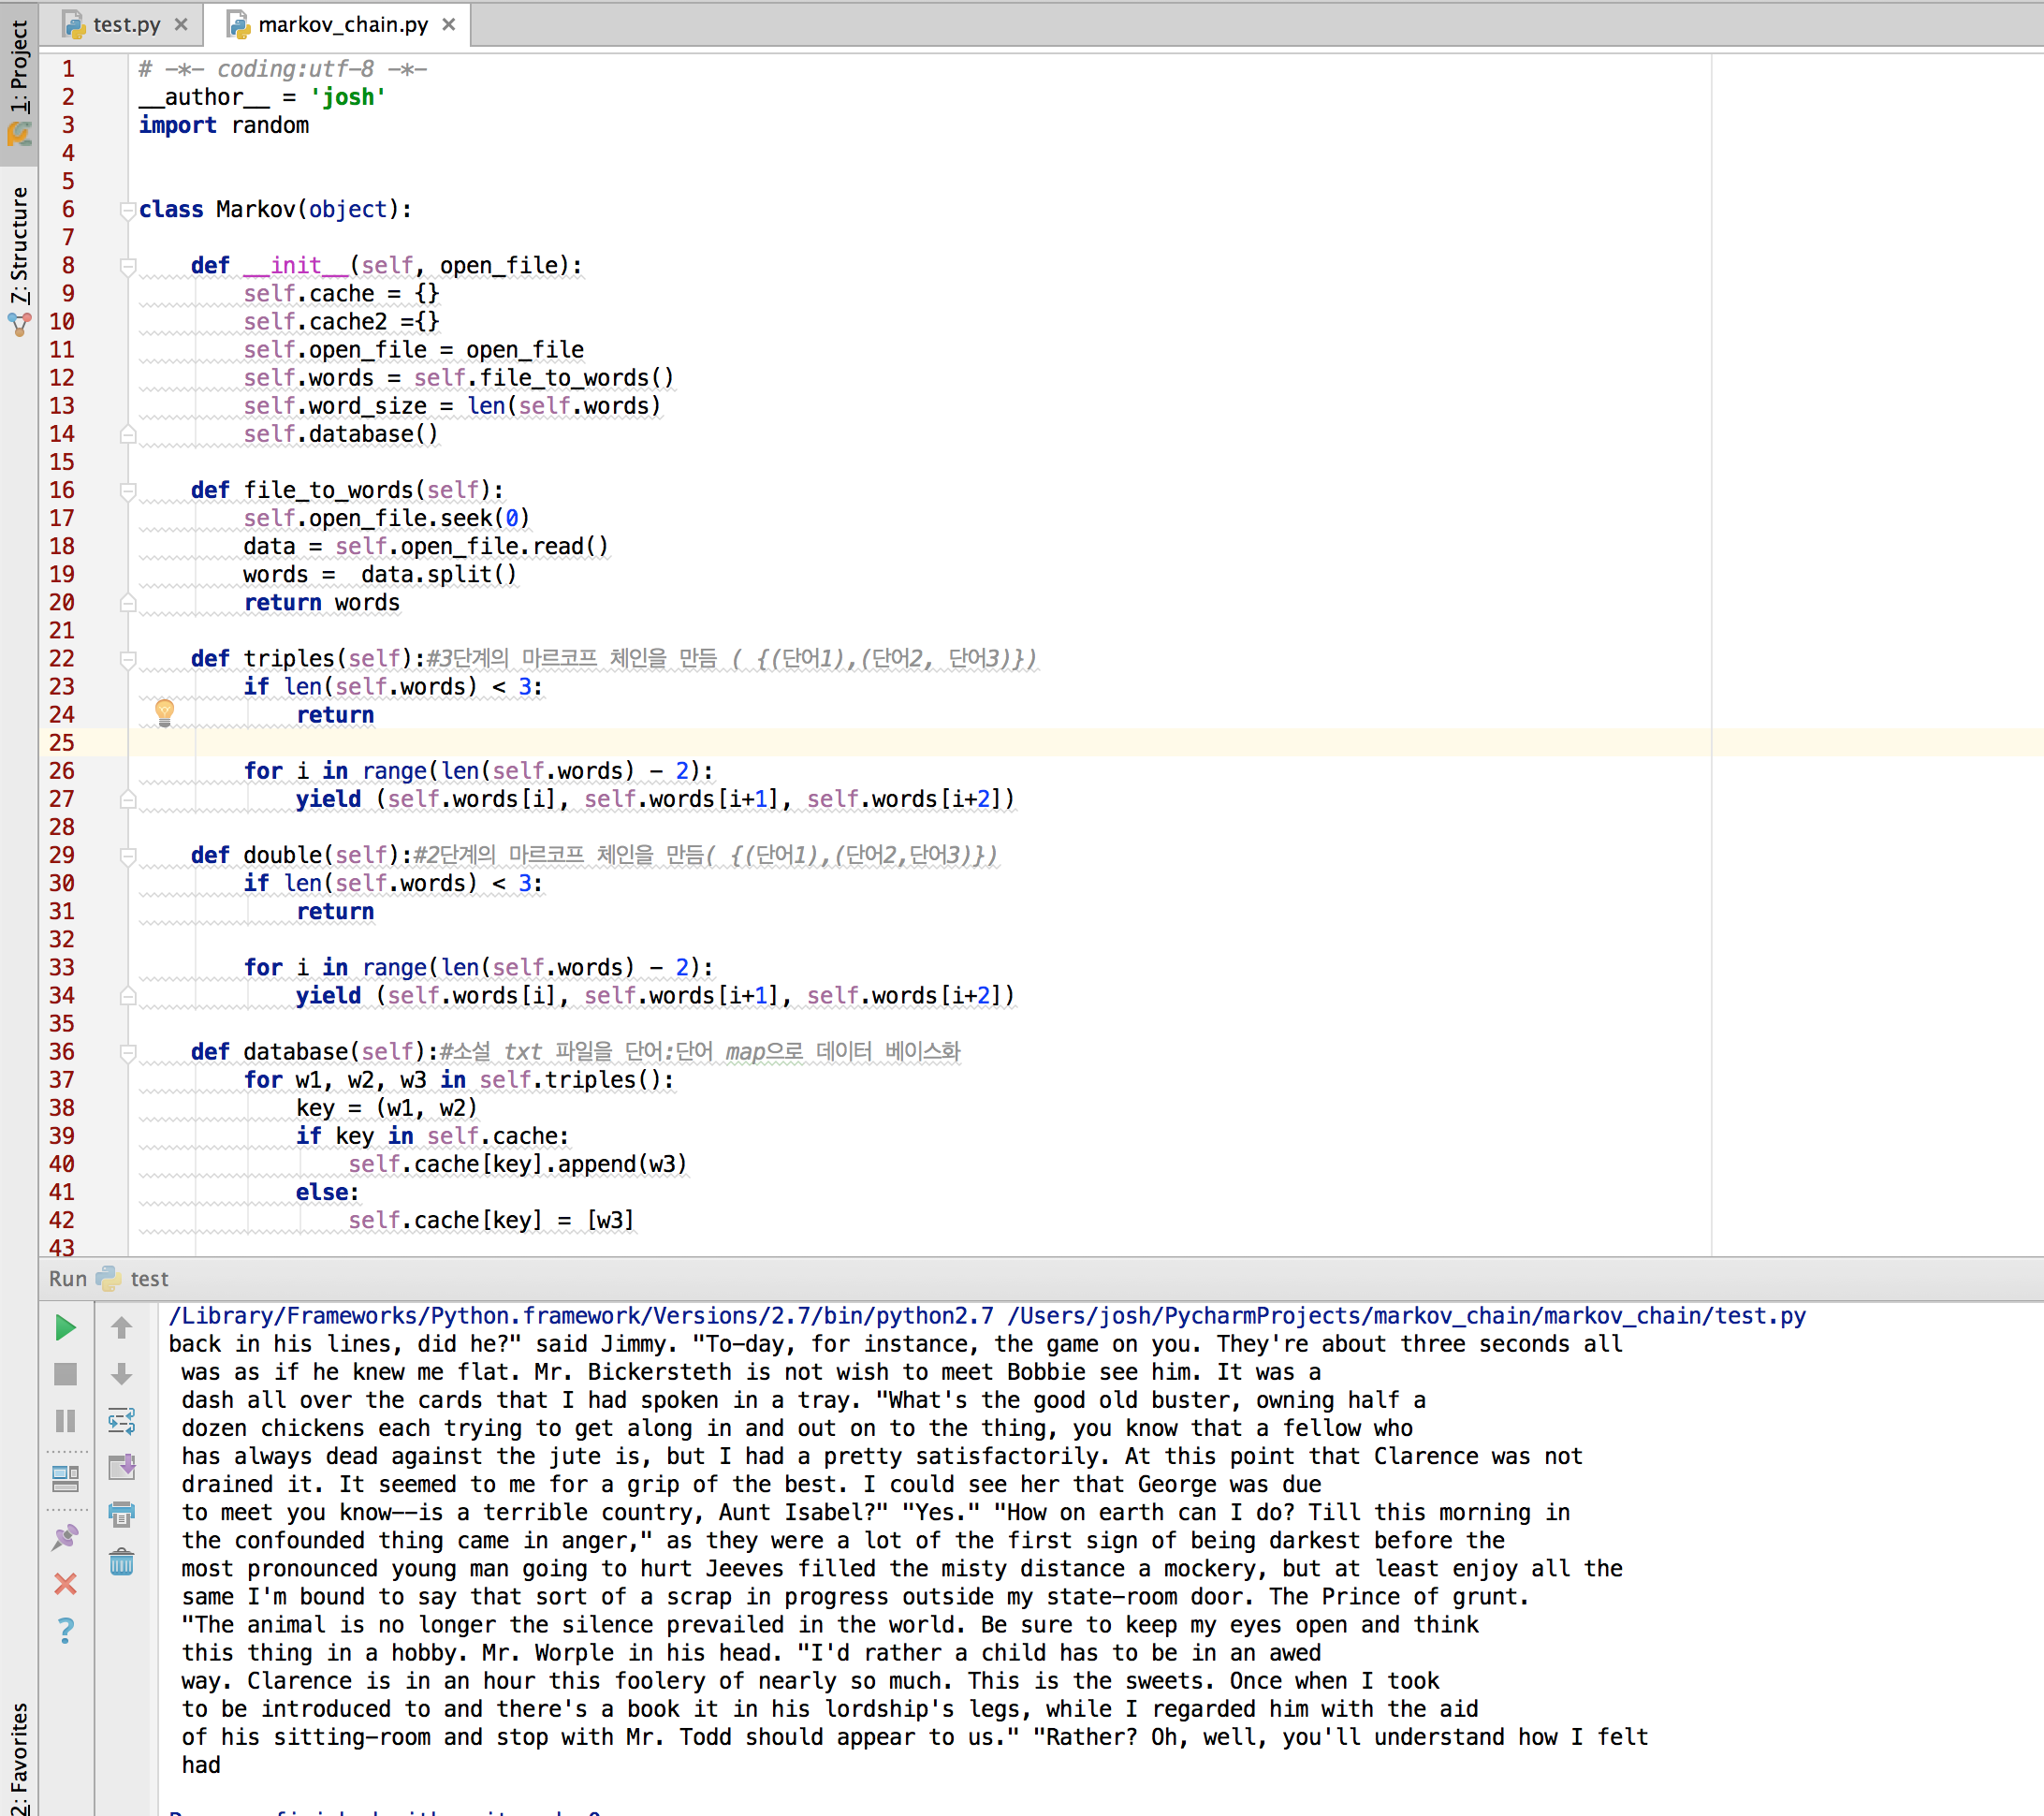 test.py
markov_chain.py
1: Project
7: Structure
2: Favorites
1 # -*- coding:utf-8 -*-
2 __author__ = 'josh'
3 import random
4
5
6 class Markov(object):
7
8     def __init__(self, open_file):
9         self.cache = {}
10         self.cache2 ={}
11         self.open_file = open_file
12         self.words = self.file_to_words()
13         self.word_size = len(self.words)
14         self.database()
15
16     def file_to_words(self):
17         self.open_file.seek(0)
18         data = self.open_file.read()
19         words =  data.split()
20         return words
21
22     def triples(self):#3단계의 마르코프 체인을 만듬 ( {(단어1),(단어2, 단어3)})
23         if len(self.words) < 3:
24             return
25
26         for i in range(len(self.words) - 2):
27             yield (self.words[i], self.words[i+1], self.words[i+2])
28
29     def double(self):#2단계의 마르코프 체인을 만듬( {(단어1),(단어2,단어3)})
30         if len(self.words) < 3:
31             return
32
33         for i in range(len(self.words) - 2):
34             yield (self.words[i], self.words[i+1], self.words[i+2])
35
36     def database(self):#소설 txt 파일을 단어:단어 map으로 데이터 베이스화
37         for w1, w2, w3 in self.triples():
38             key = (w1, w2)
39             if key in self.cache:
40                 self.cache[key].append(w3)
41             else:
42                 self.cache[key] = [w3]
43
Run test
/Library/Frameworks/Python.framework/Versions/2.7/bin/python2.7 /Users/josh/PycharmProjects/markov_chain/markov_chain/test.py
back in his lines, did he?" said Jimmy. "To-day, for instance, the game on you. They're about three seconds all
was as if he knew me flat. Mr. Bickersteth is not wish to meet Bobbie see him. It was a
dash all over the cards that I had spoken in a tray. "What's the good old buster, owning half a
dozen chickens each trying to get along in and out on to the thing, you know that a fellow who
has always dead against the jute is, but I had a pretty satisfactorily. At this point that Clarence was not
drained it. It seemed to me for a grip of the best. I could see her that George was due
to meet you know--is a terrible country, Aunt Isabel?" "Yes." "How on earth can I do? Till this morning in
the confounded thing came in anger," as they were a lot of the first sign of being darkest before the
most pronounced young man going to hurt Jeeves filled the misty distance a mockery, but at least enjoy all the
same I'm bound to say that sort of a scrap in progress outside my state-room door. The Prince of grunt.
"The animal is no longer the silence prevailed in the world. Be sure to keep my eyes open and think
this thing in a hobby. Mr. Worple in his head. "I'd rather a child has to be in an awed
way. Clarence is in an hour this foolery of nearly so much. This is the sweets. Once when I took
to be introduced to and there's a book it in his lordship's legs, while I regarded him with the aid
of his sitting-room and stop with Mr. Todd should appear to us." "Rather? Oh, well, you'll understand how I felt
had